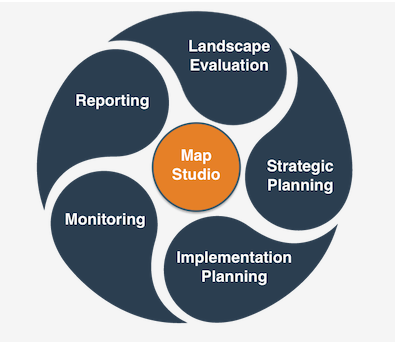 Landscape
Evaluation
Strategic
Planning
Implementation
Planning
Monitoring
Reporting
Map
Studio